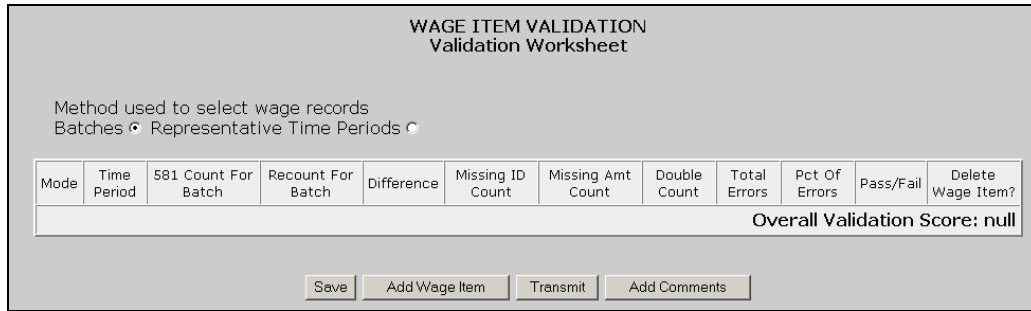 WAGE ITEM VALIDATION
Validation Worksheet
Method used to select wage records
Batches Representative Time Periods
Mode Time Period 581 Count For Batch Recount For Batch Difference Missing ID Count Missing Amt Count Double Count Total Errors Pct Of Errors Pass/Fail Delete Wage Item?
Overall Validation Score: null
Save Add Wage Item Transmit Add Comments